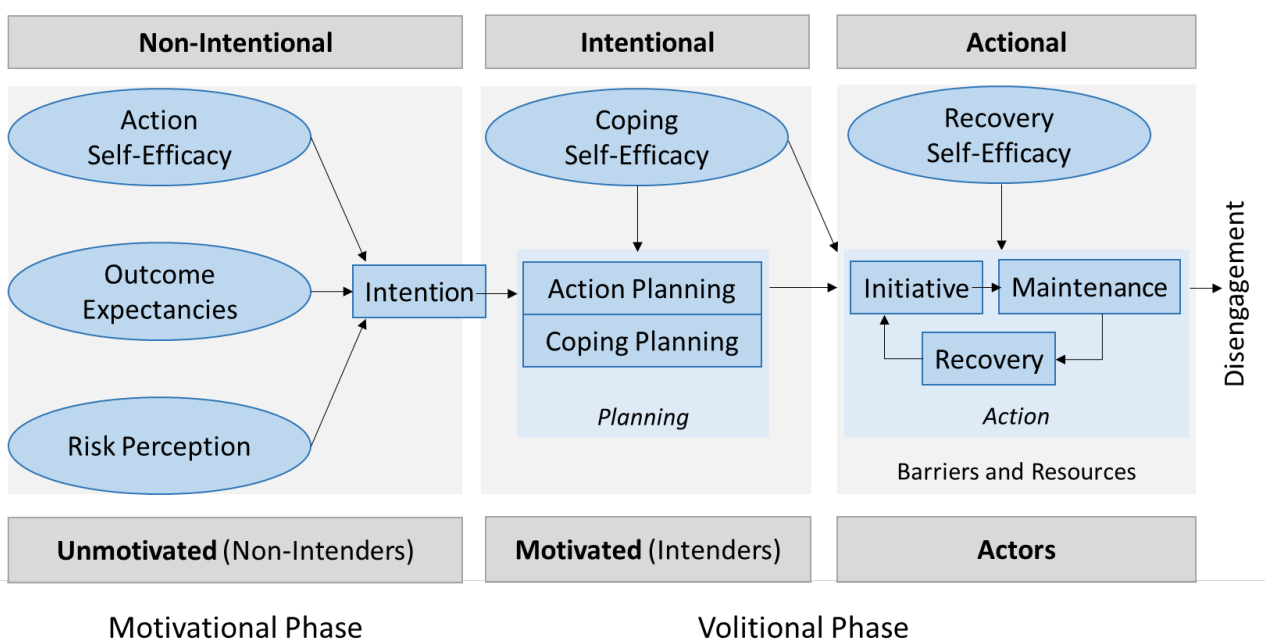 Non-Intentional
Intentional
Actional
Action
Self-Efficacy
Coping
Self-Efficacy
Recovery
Self-Efficacy
Outcome
Expectancies
Intention
Action Planning
Coping Planning
Planning
Initiative
Maintenance
Recovery
Action
Disengagement
Risk Perception
Barriers and Resources
Unmotivated (Non-Intenders)
Motivated (Intenders)
Actors
Motivational Phase
Volitional Phase